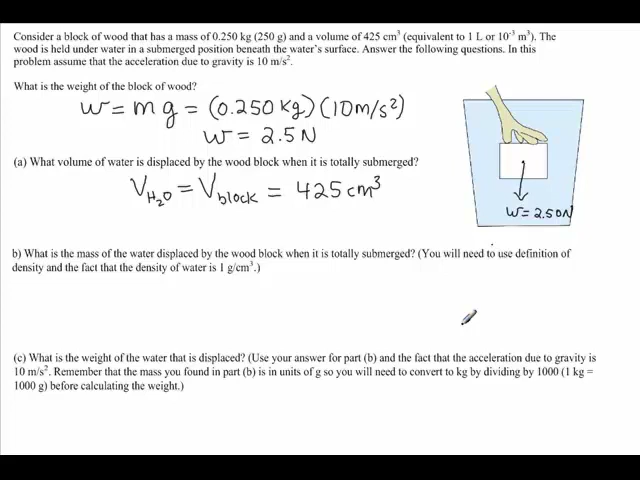 Consider a block of wood that has a mass of 0.250 kg (250 g) and a volume of 425 cm³ (equivalent to 1 L or 10⁻³ m³). The
wood is held under water in a submerged position beneath the water's surface. Answer the following questions. In this
problem assume that the acceleration due to gravity is 10 m/s².
What is the weight of the block of wood?
w = mg = (0.250 kg)(10 m/s²)
w = 2.5 N
(a) What volume of water is displaced by the wood block when it is totally submerged?
V_H₂O = V_block = 425 cm³
w = 2.50 N
b) What is the mass of the water displaced by the wood block when it is totally submerged? (You will need to use definition of
density and the fact that the density of water is 1 g/cm³.)
(c) What is the weight of the water that is displaced? (Use your answer for part (b) and the fact that the acceleration due to gravity is
10 m/s². Remember that the mass you found in part (b) is in units of g so you will need to convert to kg by dividing by 1000 (1 kg =
1000 g) before calculating the weight.)